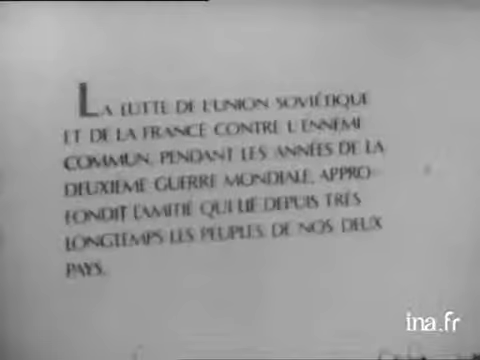 LA LUTTE DE L'UNION SOVIÉTIQUE
ET DE LA FRANCE CONTRE L'ENNEMI
COMMUN, PENDANT LES ANNÉES DE LA
DEUXIÈME GUERRE MONDIALE, APPRO-
FONDIT L'AMITIÉ QUI LIE DEPUIS TRÈS
LONGTEMPS LES PEUPLES DE NOS DEUX
PAYS.
ina.fr